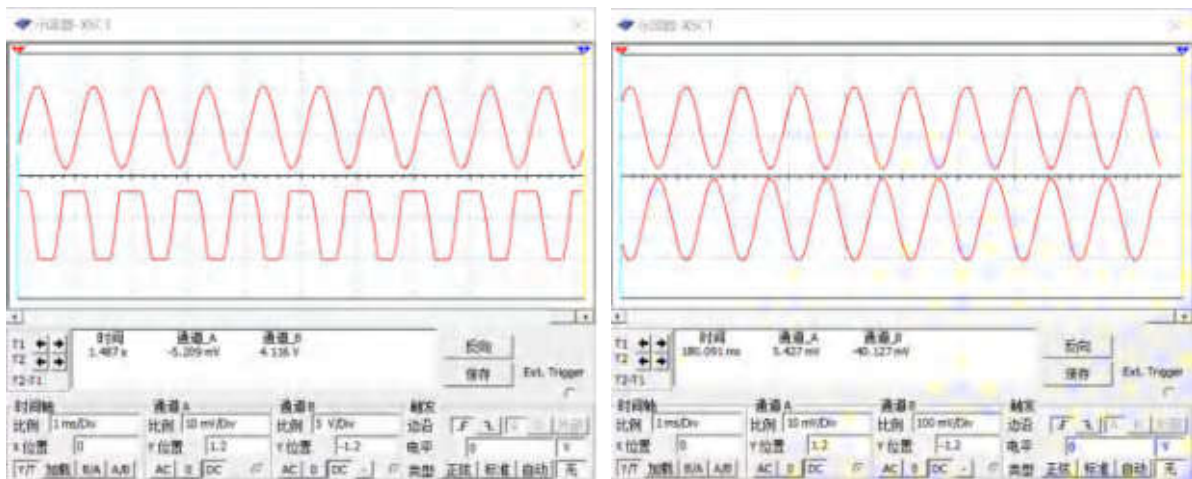 示波器-XSC1
时间 通道_A 通道_B
T1 1.487 s -5.209 mV 4.116 V
T2
T2-T1
反向
保存 Ext. Trigger
时间轴 通道 A 通道 B 触发
比例 1 ms/Div 比例 10 mV/Div 比例 5 V/Div 边沿
X 位置 0 Y 位置 1.2 Y 位置 -1.2 电平 0 V
Y/T 加载 B/A A/B AC 0 DC AC 0 DC - 类型 正弦 标准 自动 无
示波器-XSC1
时间 通道_A 通道_B
T1 180.091 ms 5.427 mV -40.127 mV
T2
T2-T1
反向
保存 Ext. Trigger
时间轴 通道 A 通道 B 触发
比例 1 ms/Div 比例 10 mV/Div 比例 100 mV/Div 边沿
X 位置 0 Y 位置 1.2 Y 位置 -1.2 电平 0 V
Y/T 加载 B/A A/B AC 0 DC AC 0 DC - 类型 正弦 标准 自动 无